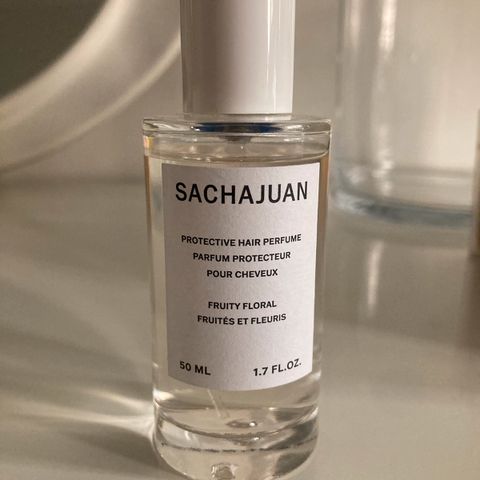 SACHAJUAN
PROTECTIVE HAIR PERFUME
PARFUM PROTECTEUR
POUR CHEVEUX
FRUITY FLORAL
FRUITÉS ET FLEURIS
50 ML 1.7 FL.OZ.